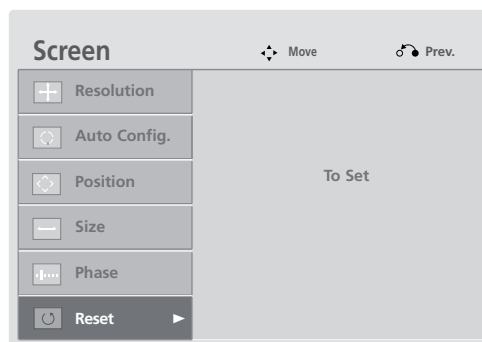 Screen
Move
Prev.
Resolution
Auto Config.
Position
To Set
Size
Phase
Reset